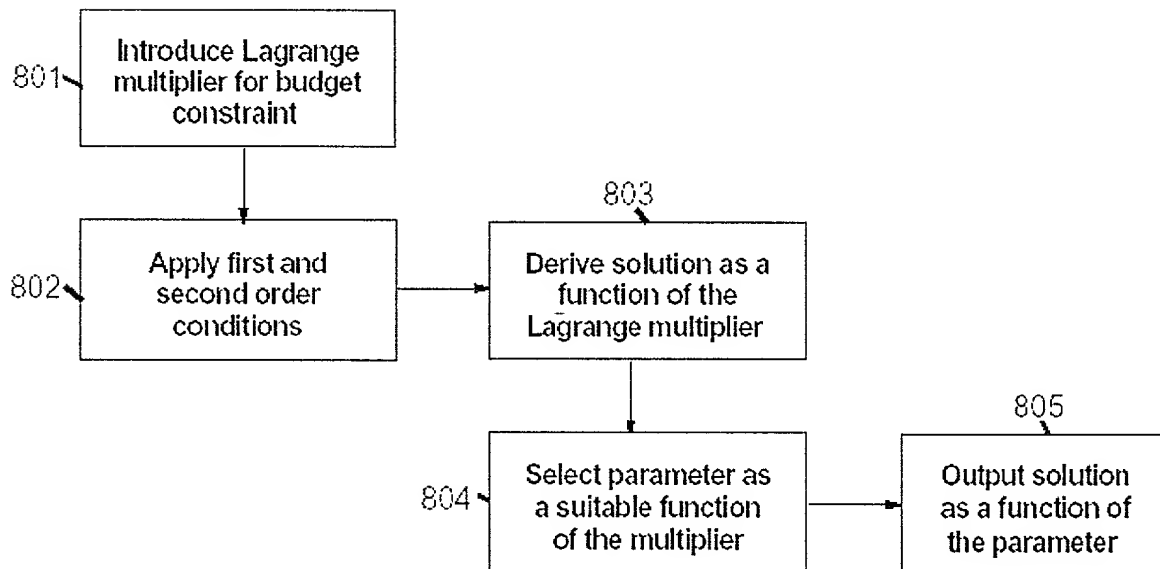 801
Introduce Lagrange
multiplier for budget
constraint
802
Apply first and
second order
conditions
803
Derive solution as a
function of the
Lagrange multiplier
804
Select parameter as
a suitable function
of the multiplier
805
Output solution
as a function of
the parameter